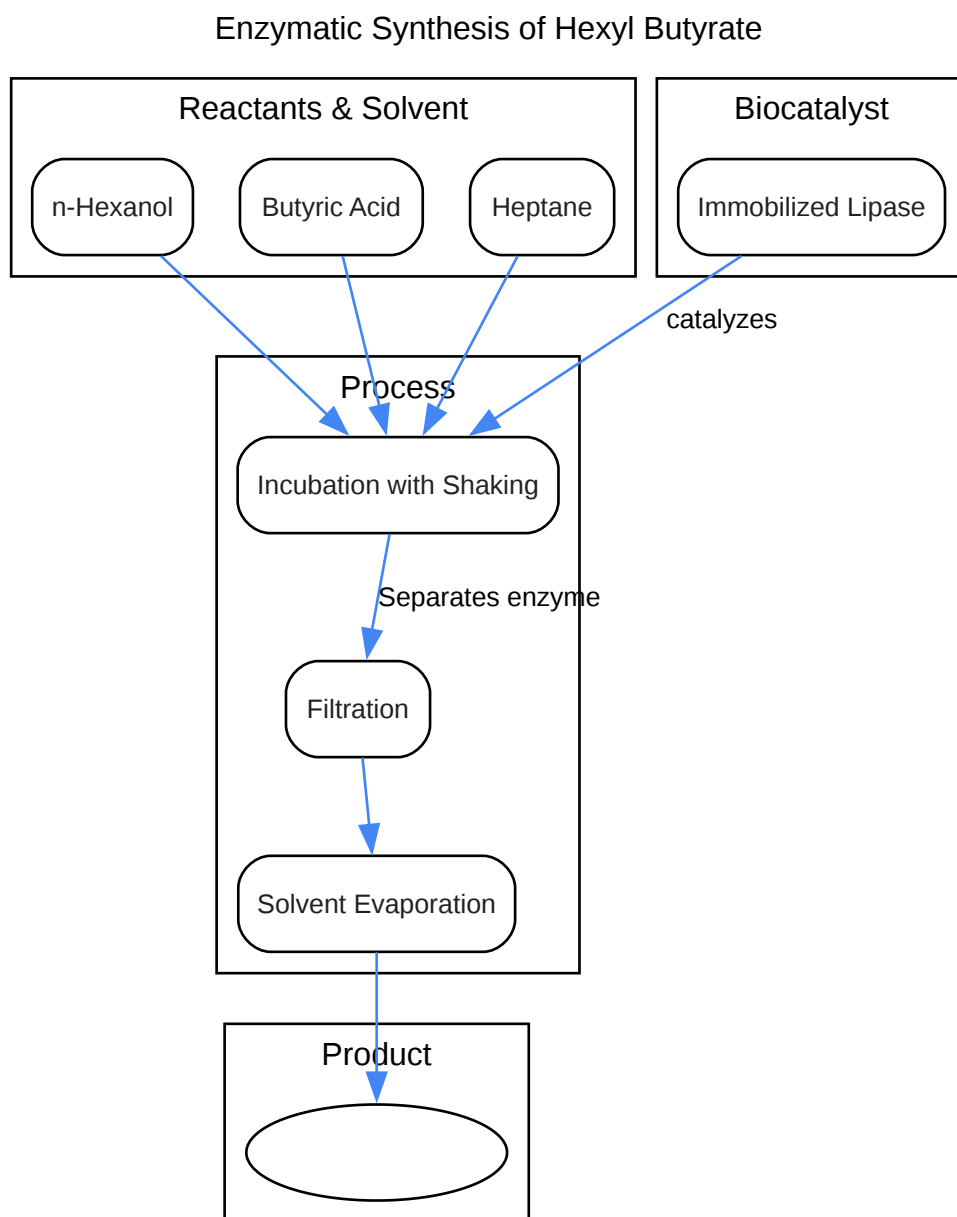 Enzymatic Synthesis of Hexyl Butyrate
Reactants & Solvent
Biocatalyst
n-Hexanol
Butyric Acid
Heptane
Immobilized Lipase
catalyzes
Process
Incubation with Shaking
Separates enzyme
Filtration
Solvent Evaporation
Product